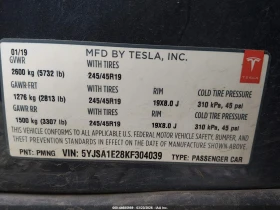 01/19
MFD BY TESLA, INC.
GVWR
2600 kg (5732 lb)
WITH TIRES
245/45R19
RIM
COLD TIRE PRESSURE
GAWR FRT
1276 kg (2813 lb)
WITH TIRES
245/45R19
19X8.0 J
310 kPa, 45 psi
GAWR RR
1500 kg (3307 lb)
WITH TIRES
245/45R19
RIM
19X8.0 J
COLD TIRE PRESSURE
310 kPa, 45 psi
THIS VEHICLE CONFORMS TO ALL APPLICABLE U.S. FEDERAL MOTOR VEHICLE SAFETY, BUMPER, AND
THEFT PREVENTION STANDARDS IN EFFECT ON THE DATE OF MANUFACTURE SHOWN ABOVE.
PNT: PMNG
VIN: 5YJSA1E28KF304039
TYPE: PASSENGER CAR
TESLA